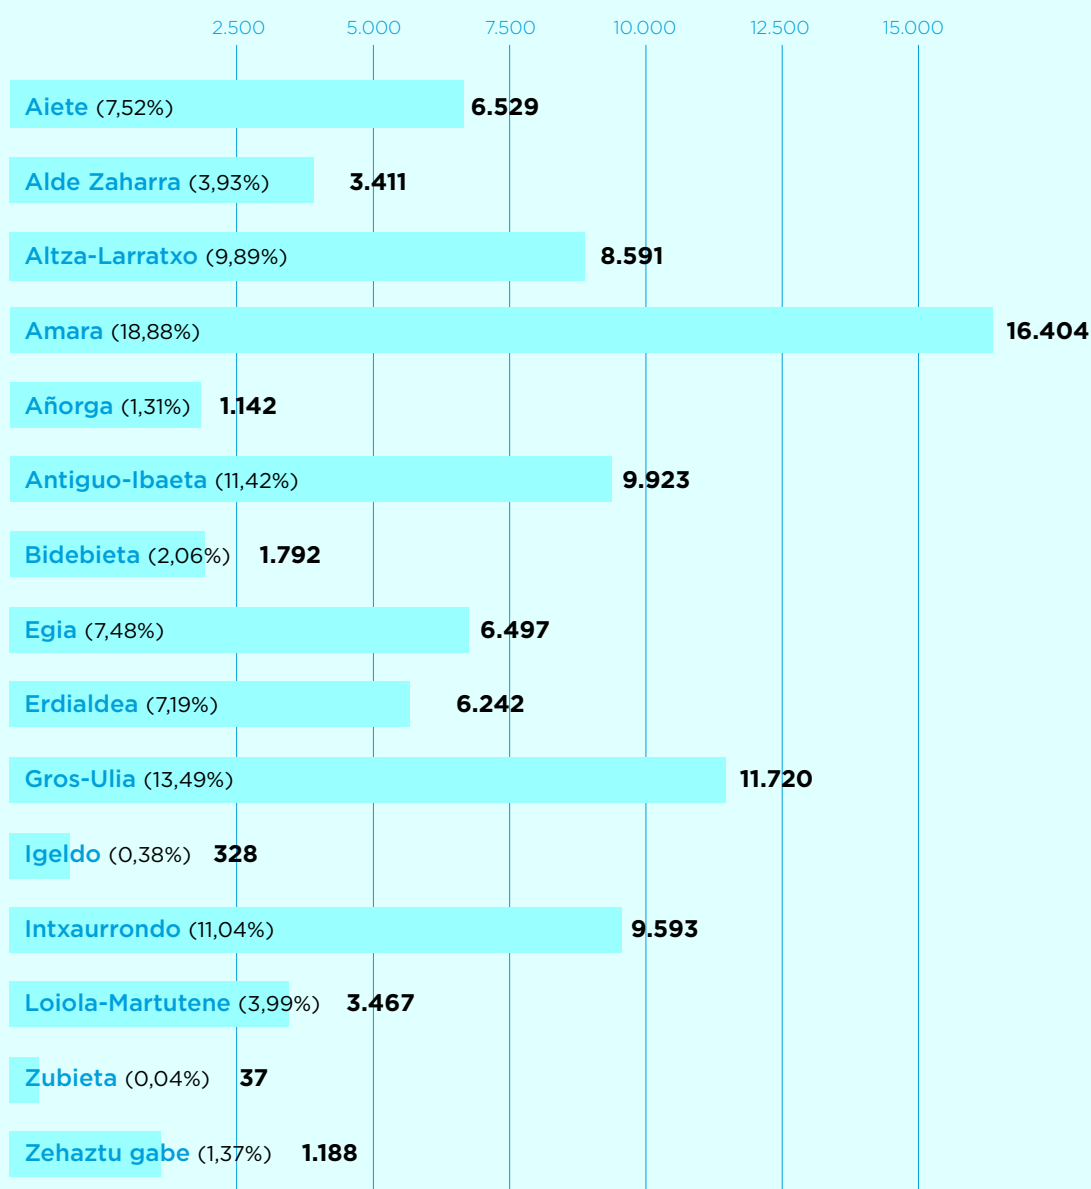 2.500 5.000 7.500 10.000 12.500 15.000
Aiete (7,52%) 6.529
Alde Zaharra (3,93%) 3.411
Altza-Larratxo (9,89%) 8.591
Amara (18,88%) 16.404
Añorga (1,31%) 1.142
Antiguo-Ibaeta (11,42%) 9.923
Bidebieta (2,06%) 1.792
Egia (7,48%) 6.497
Erdialdea (7,19%) 6.242
Gros-Ulia (13,49%) 11.720
Igeldo (0,38%) 328
Intxaurrondo (11,04%) 9.593
Loiola-Martutene (3,99%) 3.467
Zubieta (0,04%) 37
Zehaztu gabe (1,37%) 1.188